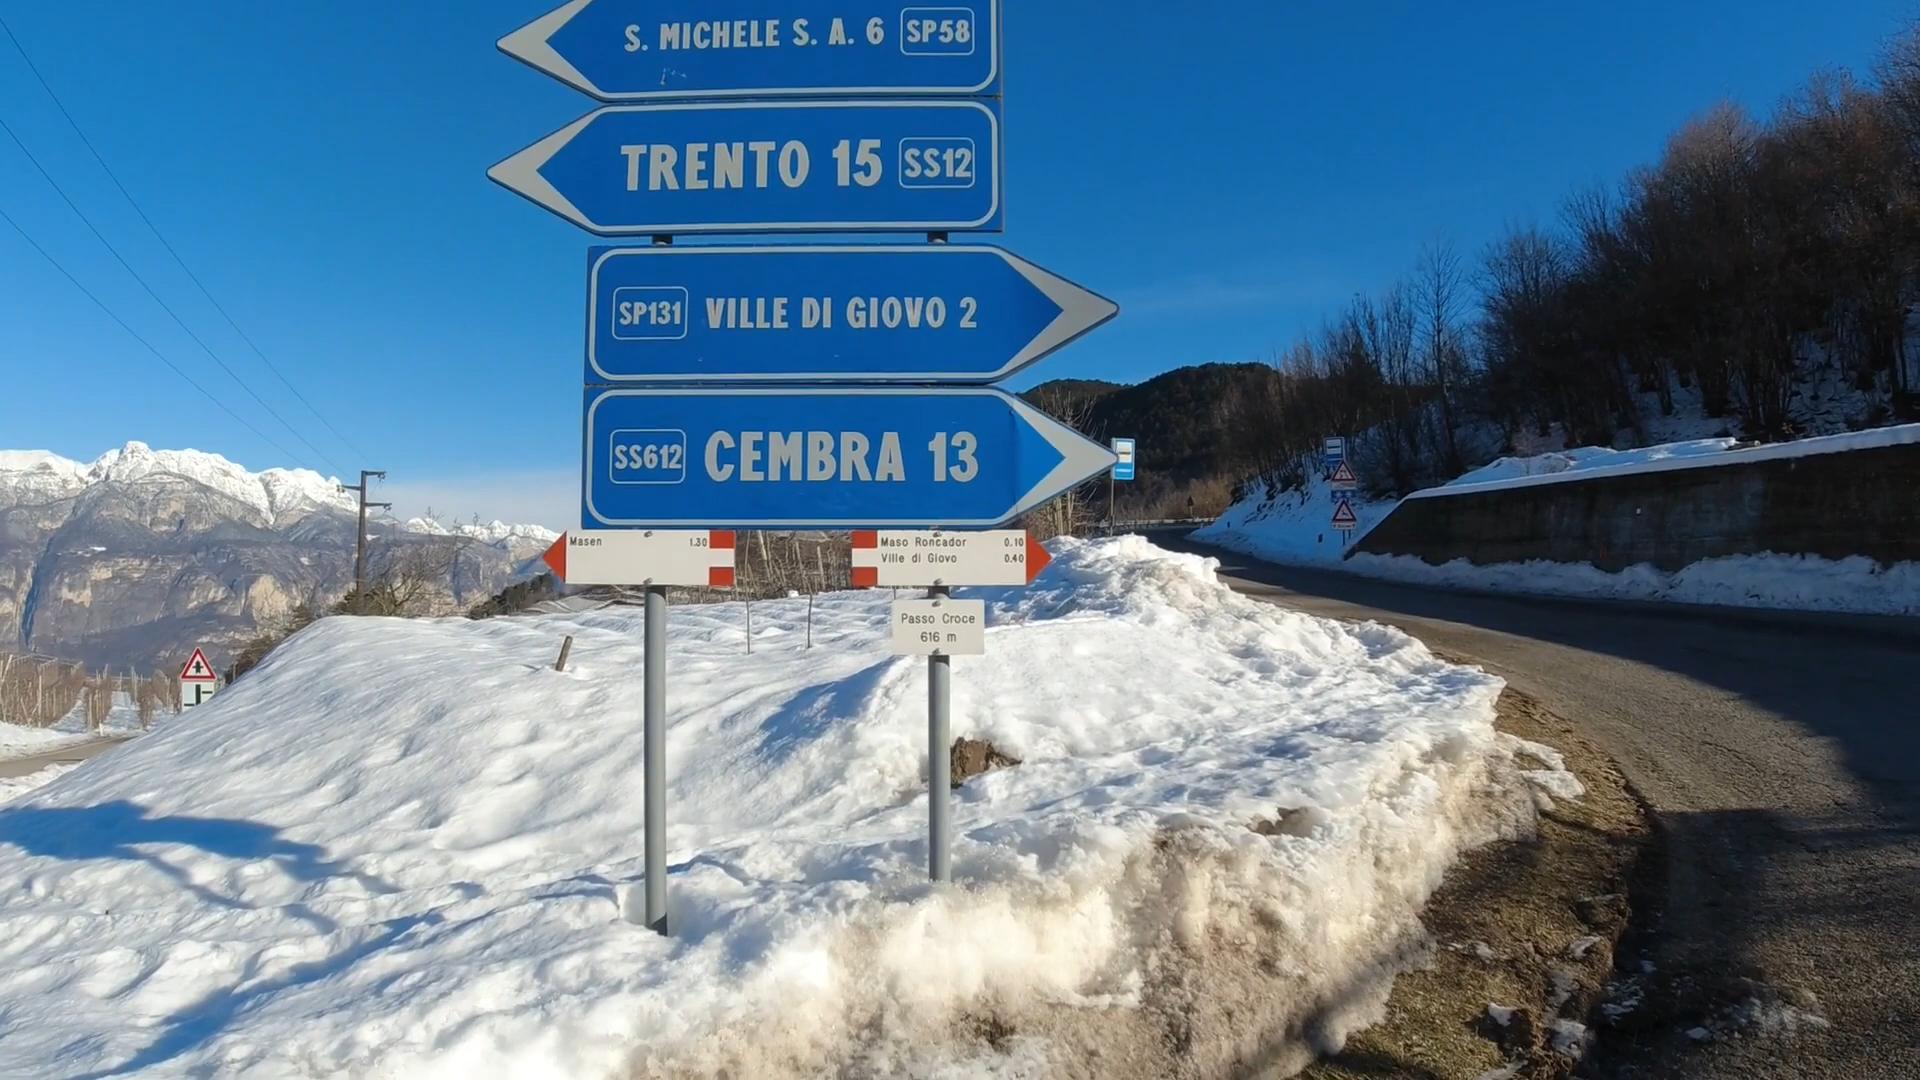 S. MICHELE S. A. 6 SP58
TRENTO 15 SS12
SP131 VILLE DI GIOVO 2
SS612 CEMBRA 13
Masen 1.30
Maso Roncador 0.10
Ville di Giovo 0.40
Passo Croce
616 m